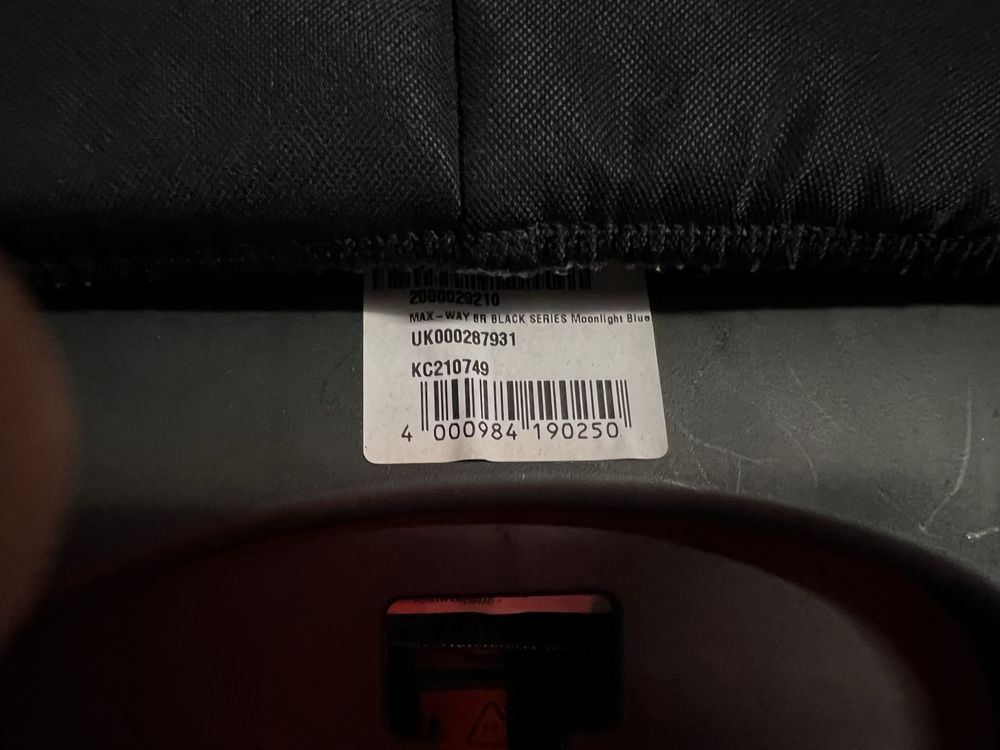 2000029210
MAX-WAY BR BLACK SERIES Moonlight Blue
UK000287931
KC210749
4 000984 190250